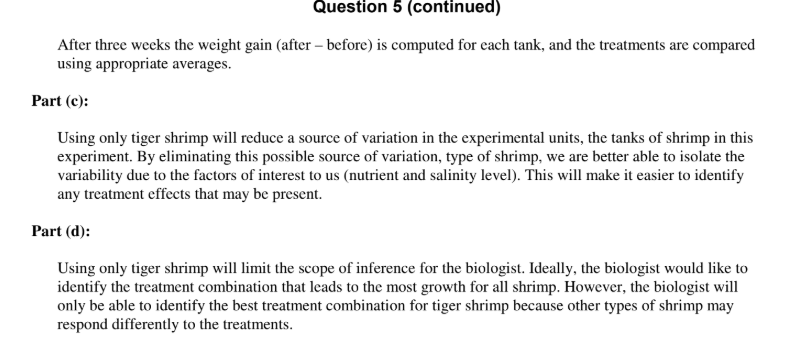 Question 5 (continued)
After three weeks the weight gain (after – before) is computed for each tank, and the treatments are compared
using appropriate averages.
Part (c):
Using only tiger shrimp will reduce a source of variation in the experimental units, the tanks of shrimp in this
experiment. By eliminating this possible source of variation, type of shrimp, we are better able to isolate the
variability due to the factors of interest to us (nutrient and salinity level). This will make it easier to identify
any treatment effects that may be present.
Part (d):
Using only tiger shrimp will limit the scope of inference for the biologist. Ideally, the biologist would like to
identify the treatment combination that leads to the most growth for all shrimp. However, the biologist will
only be able to identify the best treatment combination for tiger shrimp because other types of shrimp may
respond differently to the treatments.